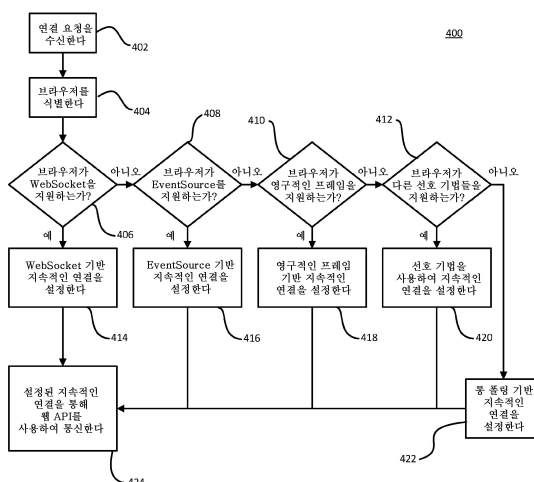 연결 요청을
수신한다
402
400
브라우저를
식별한다
404
408
410
412
브라우저가
WebSocket을
지원하는가?
아니오
브라우저가
EventSource를
지원하는가?
아니오
브라우저가
영구적인 프레임을
지원하는가?
아니오
브라우저가
다른 선호 기법들을
지원하는가?
아니오
406
예
예
예
예
WebSocket 기반
지속적인 연결을
설정한다
EventSource 기반
지속적인 연결을
설정한다
영구적인 프레임
기반 지속적인
연결을 설정한다
선호 기법을
사용하여 지속적인
연결을 설정한다
414
416
418
420
설정된 지속적인
연결을 통해
웹 API를
사용하여 통신한다
롱 폴링 기반
지속적인
연결을
설정한다
422
424